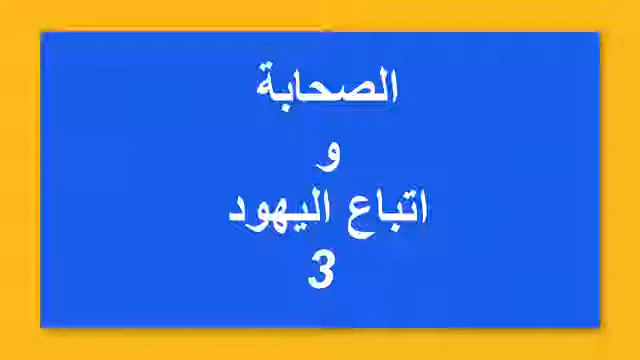 الصحابة
و
اتباع اليهود
3